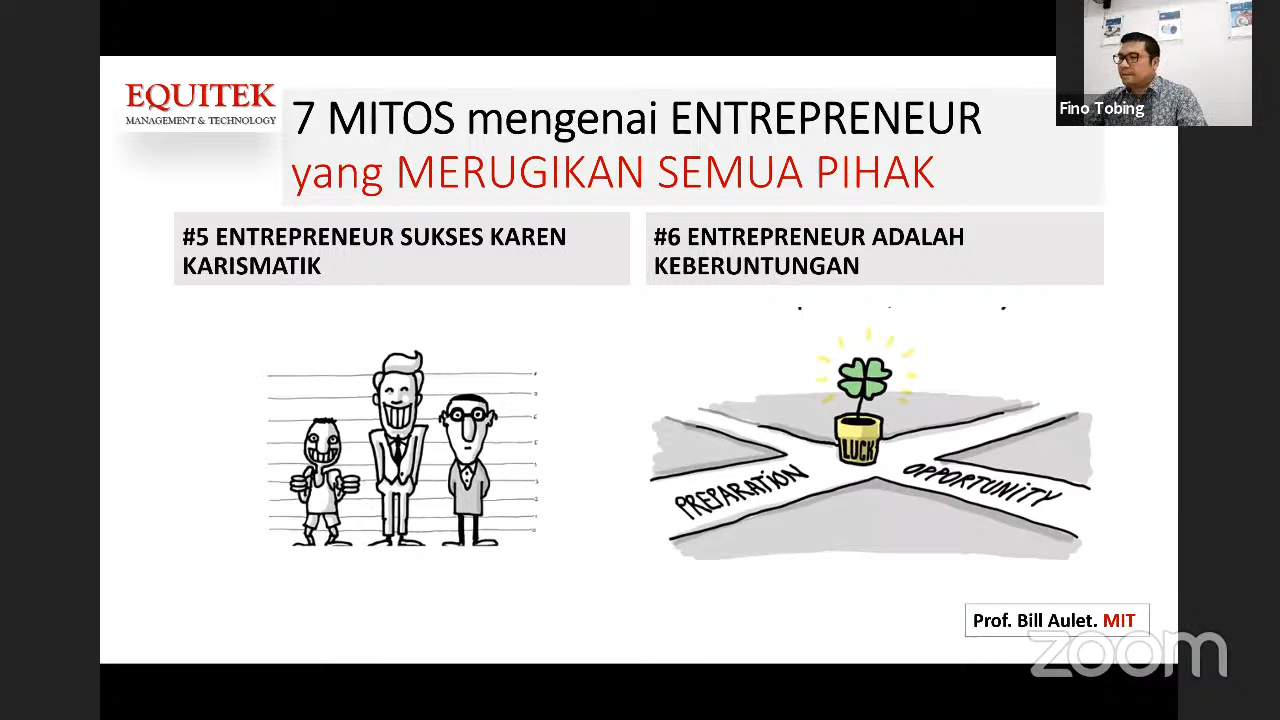 EQUITEK
MANAGEMENT & TECHNOLOGY
7 MITOS mengenai ENTREPRENEUR
yang MERUGIKAN SEMUA PIHAK
Fino Tobing
#5 ENTREPRENEUR SUKSES KAREN
KARISMATIK
#6 ENTREPRENEUR ADALAH
KEBERUNTUNGAN
LUCK
PREPARATION
OPPORTUNITY
Prof. Bill Aulet. MIT
zoom